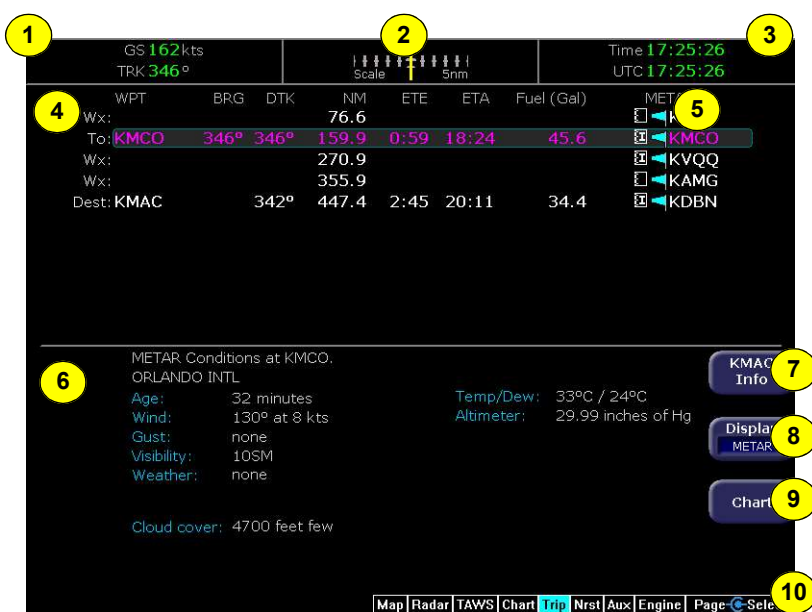 1 2 3
GS 162kts Time 17:25:26
TRK 346° Scale 5nm UTC 17:25:26
4 5
WPT BRG DTK NM ETE ETA Fuel (Gal)
Wx: 76.6
To: KMCO 346° 346° 159.9 0:59 18:24 45.6 KMCO
Wx: 270.9 KVQQ
Wx: 355.9 KAMG
Dest: KMAC 342° 447.4 2:45 20:11 34.4 KDBN
6
METAR Conditions at KMCO.
ORLANDO INTL
Age: 32 minutes Temp/Dew: 33°C / 24°C
Wind: 130° at 8 kts Altimeter: 29.99 inches of Hg
Gust: none
Visibility: 10SM
Weather: none
Cloud cover: 4700 feet few
KMAC Info 7
METAR 8
Chart 9
10
Map Radar TAWS Chart Trip Nrst Aux Engine Page